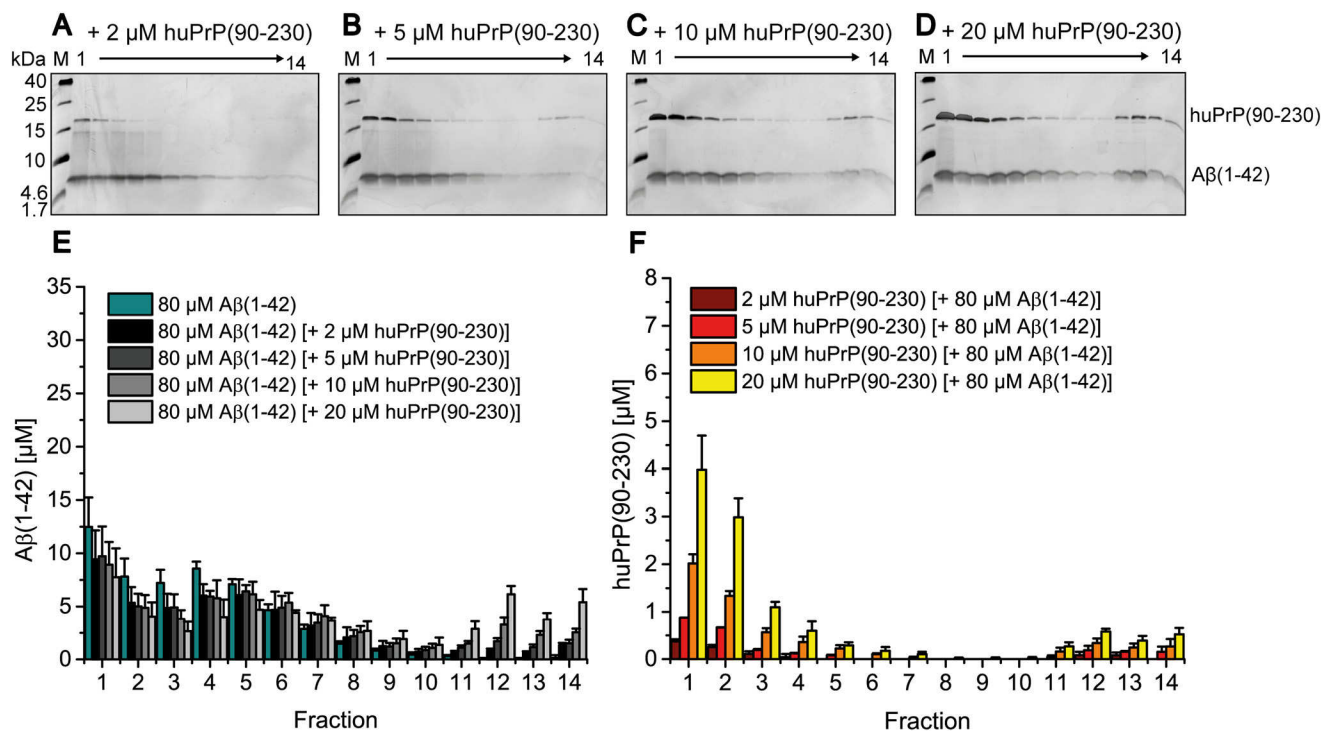 A
+ 2 µM huPrP(90-230)
B
+ 5 µM huPrP(90-230)
C
+ 10 µM huPrP(90-230)
D
+ 20 µM huPrP(90-230)
kDa M 1 14
M 1 14
M 1 14
M 1 14
40
25
15
10
4.6
1.7
huPrP(90-230)
Aβ(1-42)
E
35
30
25
20
15
10
5
0
Aβ(1-42) [µM]
80 µM Aβ(1-42)
80 µM Aβ(1-42) [+ 2 µM huPrP(90-230)]
80 µM Aβ(1-42) [+ 5 µM huPrP(90-230)]
80 µM Aβ(1-42) [+ 10 µM huPrP(90-230)]
80 µM Aβ(1-42) [+ 20 µM huPrP(90-230)]
1 2 3 4 5 6 7 8 9 10 11 12 13 14
Fraction
F
8
7
6
5
4
3
2
1
0
huPrP(90-230) [µM]
2 µM huPrP(90-230) [+ 80 µM Aβ(1-42)]
5 µM huPrP(90-230) [+ 80 µM Aβ(1-42)]
10 µM huPrP(90-230) [+ 80 µM Aβ(1-42)]
20 µM huPrP(90-230) [+ 80 µM Aβ(1-42)]
1 2 3 4 5 6 7 8 9 10 11 12 13 14
Fraction